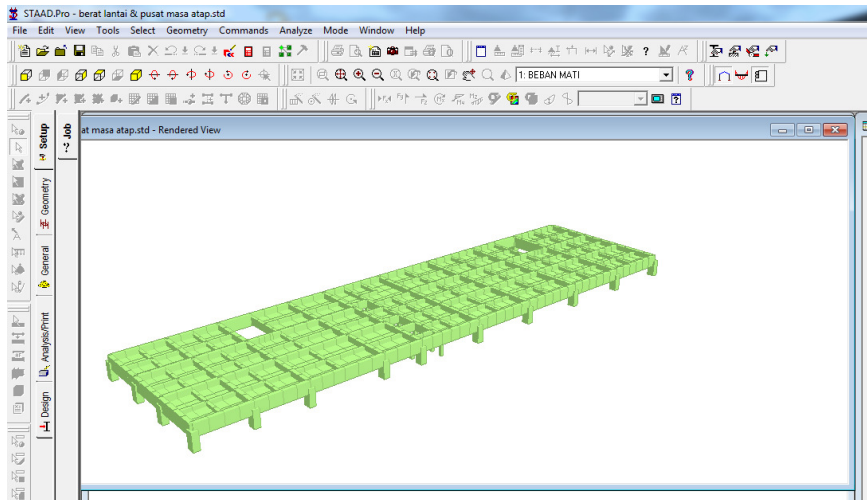 STAAD.Pro - berat lantai & pusat masa atap.std
File Edit View Tools Select Geometry Commands Analyze Mode Window Help
1: BEBAN MATI
at masa atap.std - Rendered View
Setup
Job
Geometry
General
Analysis/Print
Design